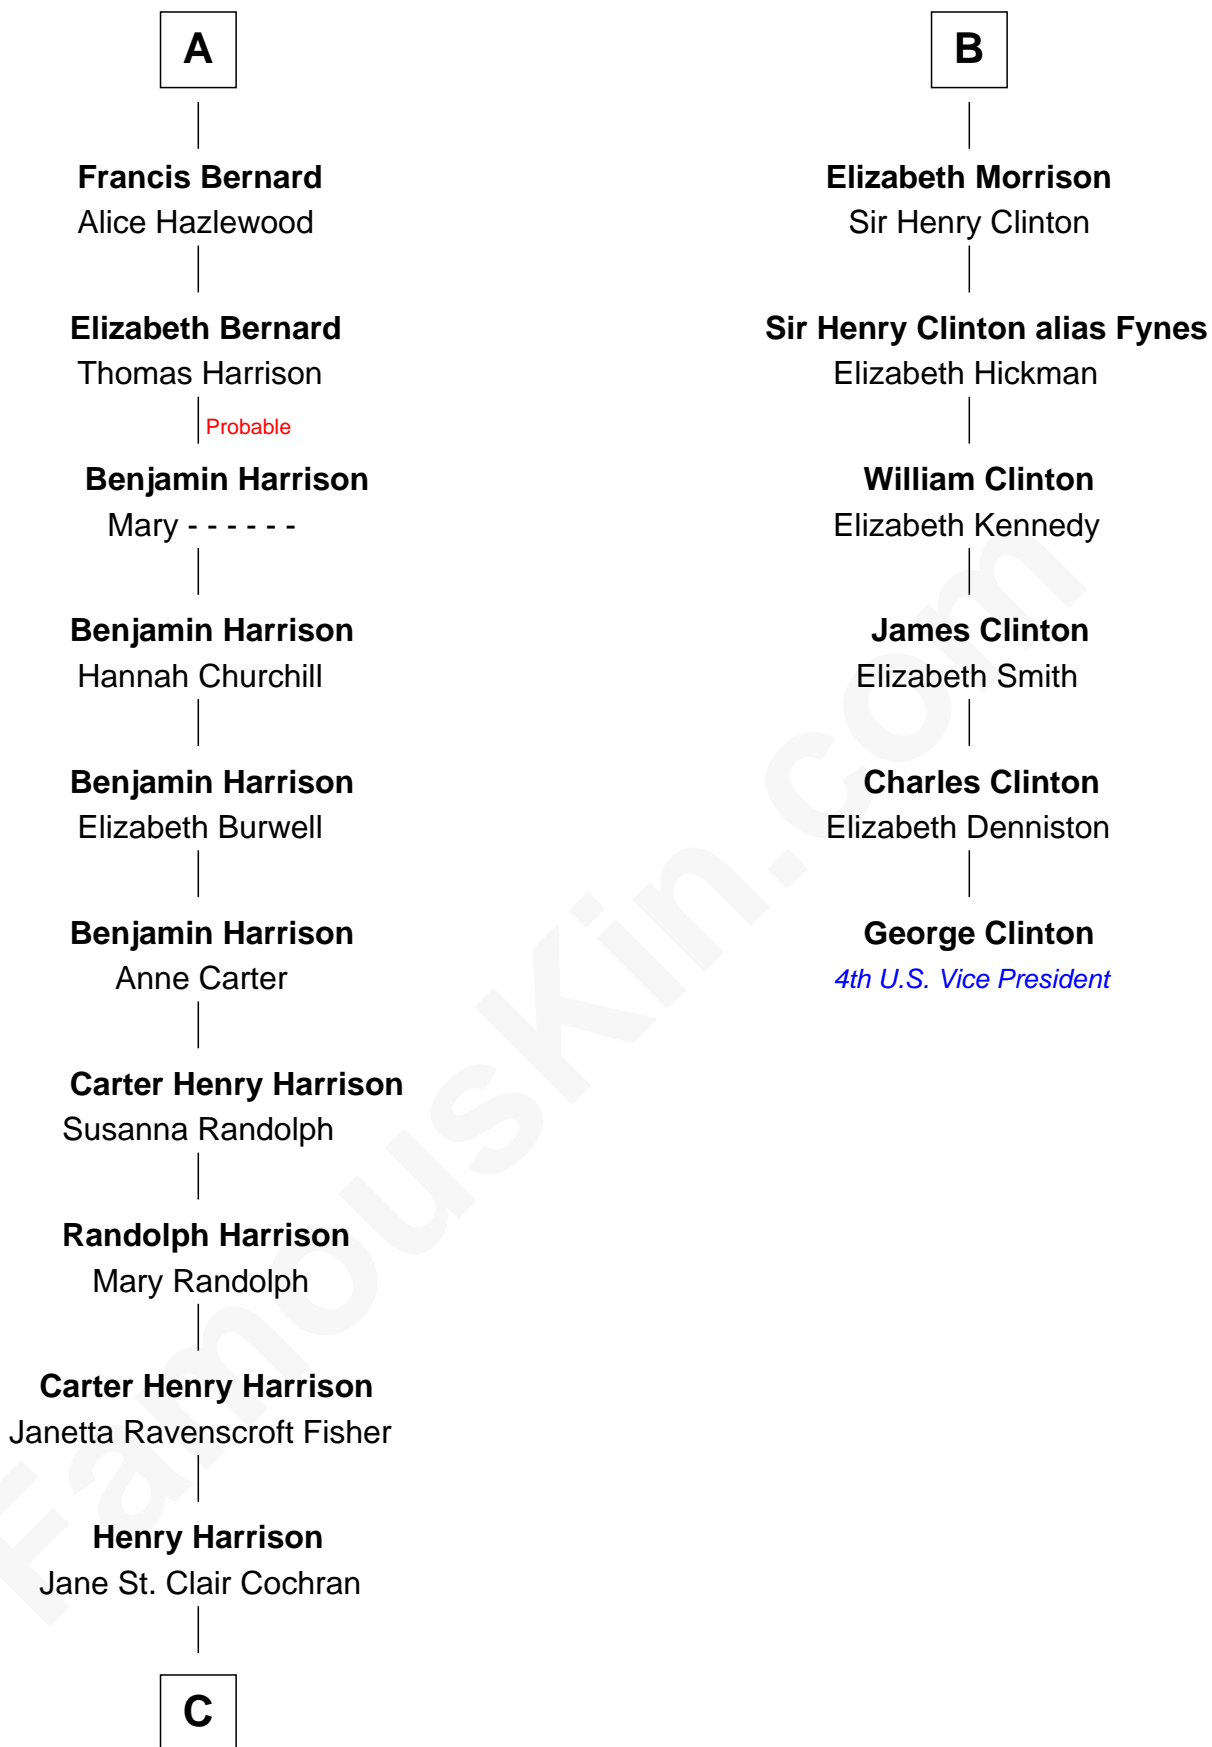 A
Francis Bernard
Alice Hazlewood
Elizabeth Bernard
Thomas Harrison
Probable
Benjamin Harrison
Mary - - - - - -
Benjamin Harrison
Hannah Churchill
Benjamin Harrison
Elizabeth Burwell
Benjamin Harrison
Anne Carter
Carter Henry Harrison
Susanna Randolph
Randolph Harrison
Mary Randolph
Carter Henry Harrison
Janetta Ravenscroft Fisher
Henry Harrison
Jane St. Clair Cochran
C
B
Elizabeth Morrison
Sir Henry Clinton
Sir Henry Clinton alias Fynes
Elizabeth Hickman
William Clinton
Elizabeth Kennedy
James Clinton
Elizabeth Smith
Charles Clinton
Elizabeth Denniston
George Clinton
4th U.S. Vice President
FamousKin.com